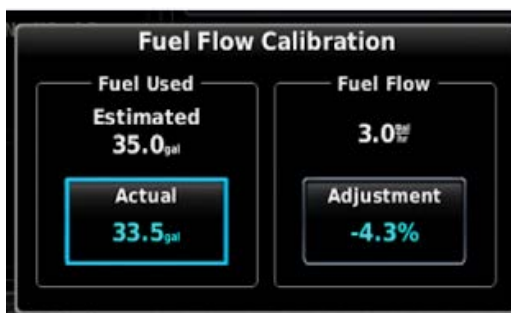 Fuel Flow Calibration
Fuel Used
Estimated
35.0gal
Actual
33.5gal
Fuel Flow
3.0gal/hr
Adjustment
-4.3%